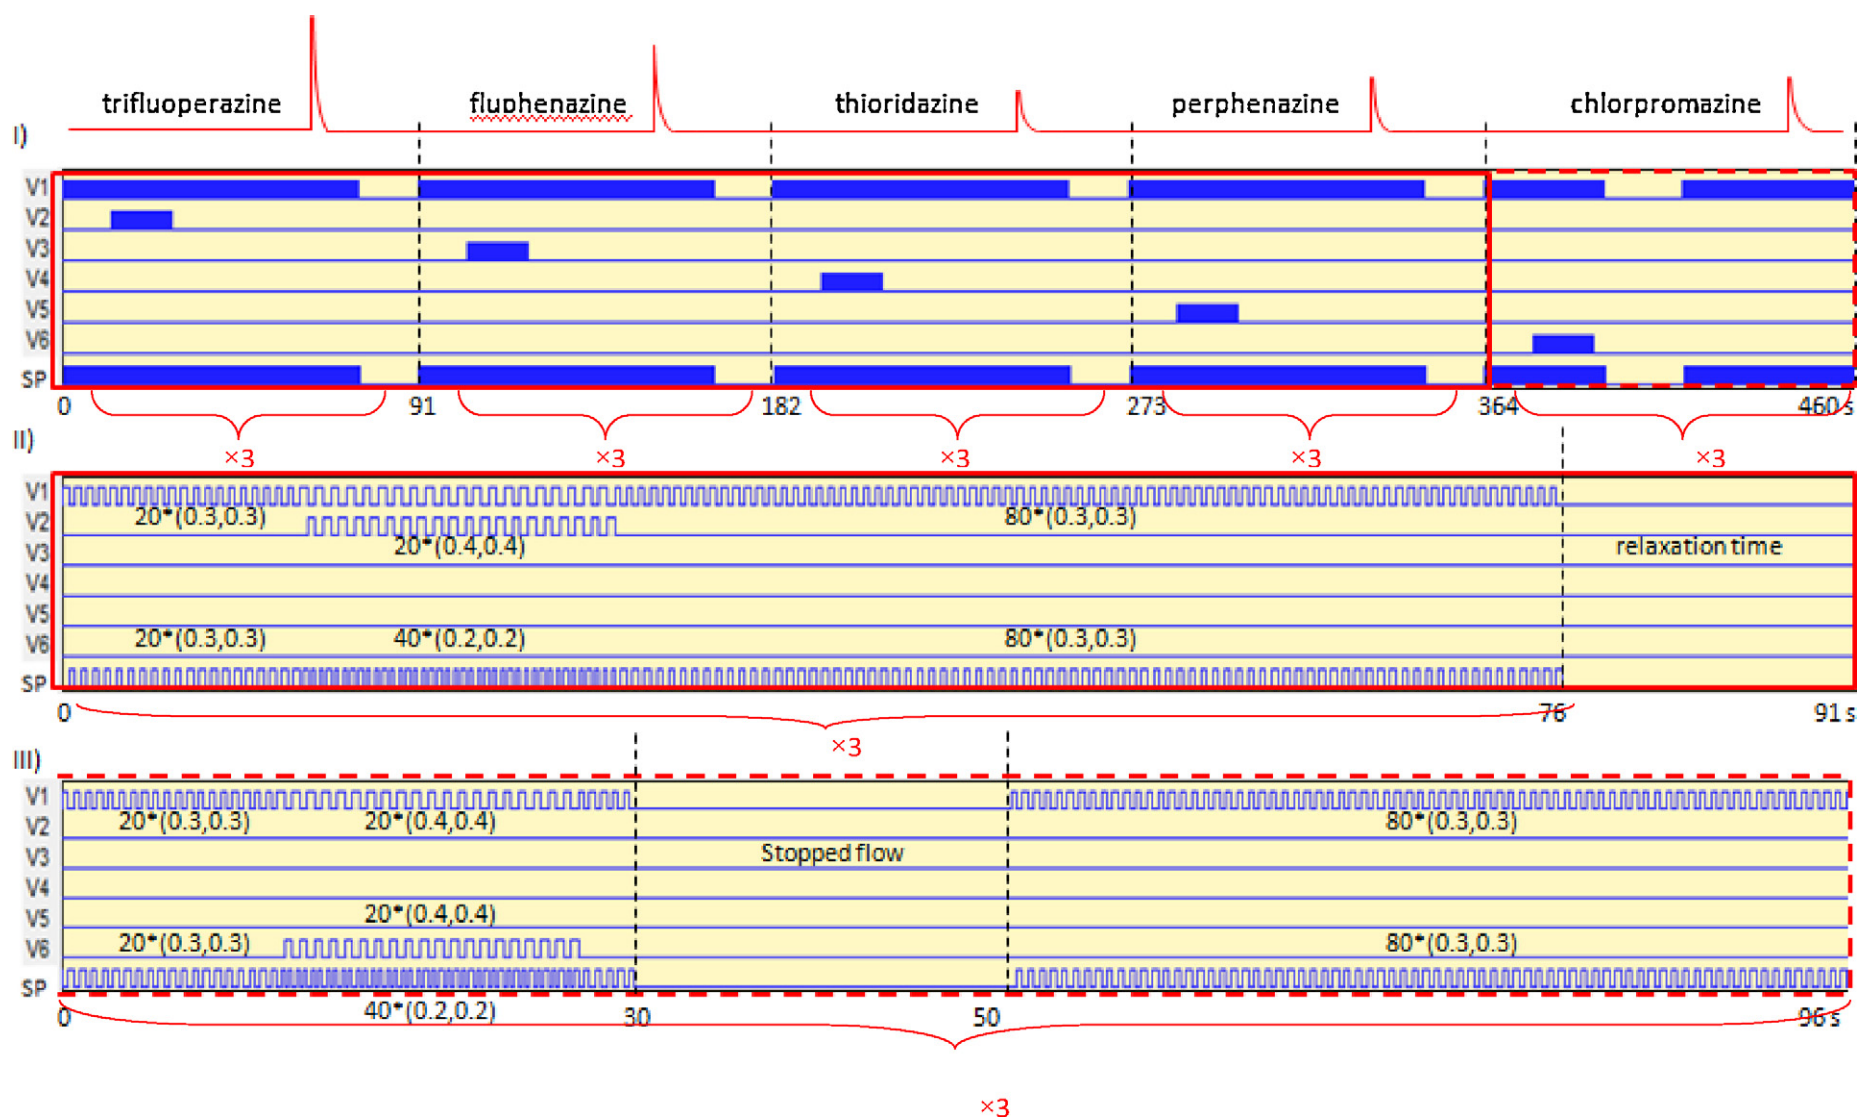 trifluoperazine fluphenazine thioridazine perphenazine chlorpromazine
I)
V1
V2
V3
V4
V5
V6
SP
0 91 182 273 364 460 s
×3 ×3 ×3 ×3 ×3
II)
V1
20*(0.3,0.3) 80*(0.3,0.3)
V2
20*(0.4,0.4) relaxation time
V3
V4
V5
20*(0.3,0.3) 40*(0.2,0.2) 80*(0.3,0.3)
V6
SP
0 76 91 s
×3
III)
V1
20*(0.3,0.3) 20*(0.4,0.4) 80*(0.3,0.3)
V2
V3 Stopped flow
V4
V5 20*(0.4,0.4)
V6 20*(0.3,0.3) 80*(0.3,0.3)
SP
0 40*(0.2,0.2) 30 50 96 s
×3